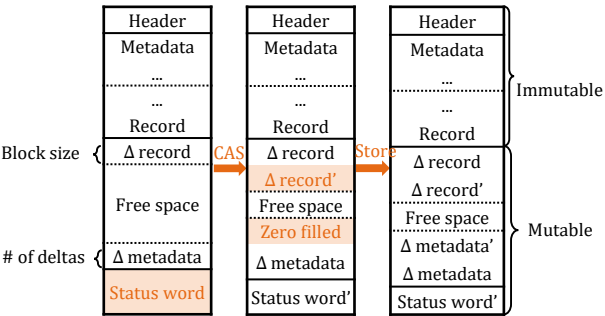 Header
Metadata
...
...
Record
Block size
Δ record
Free space
# of deltas
Δ metadata
Status word
CAS
Header
Metadata
...
...
Record
Δ record
Δ record’
Free space
Zero filled
Δ metadata
Status word’
Store
Header
Metadata
...
...
Record
Δ record
Δ record’
Free space
Δ metadata’
Δ metadata
Status word’
Immutable
Mutable